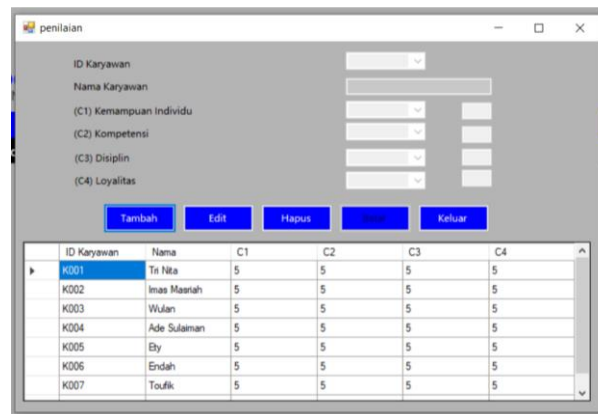 penilaian
ID Karyawan
Nama Karyawan
(C1) Kemampuan Individu
(C2) Kompetensi
(C3) Disiplin
(C4) Loyalitas
Tambah Edit Hapus Keluar
ID Karyawan Nama C1 C2 C3 C4
K001 Tri Nita 5 5 5 5
K002 Imas Masriah 5 5 5 5
K003 Wulan 5 5 5 5
K004 Ade Sulaiman 5 5 5 5
K005 Ety 5 5 5 5
K006 Endah 5 5 5 5
K007 Toufik 5 5 5 5